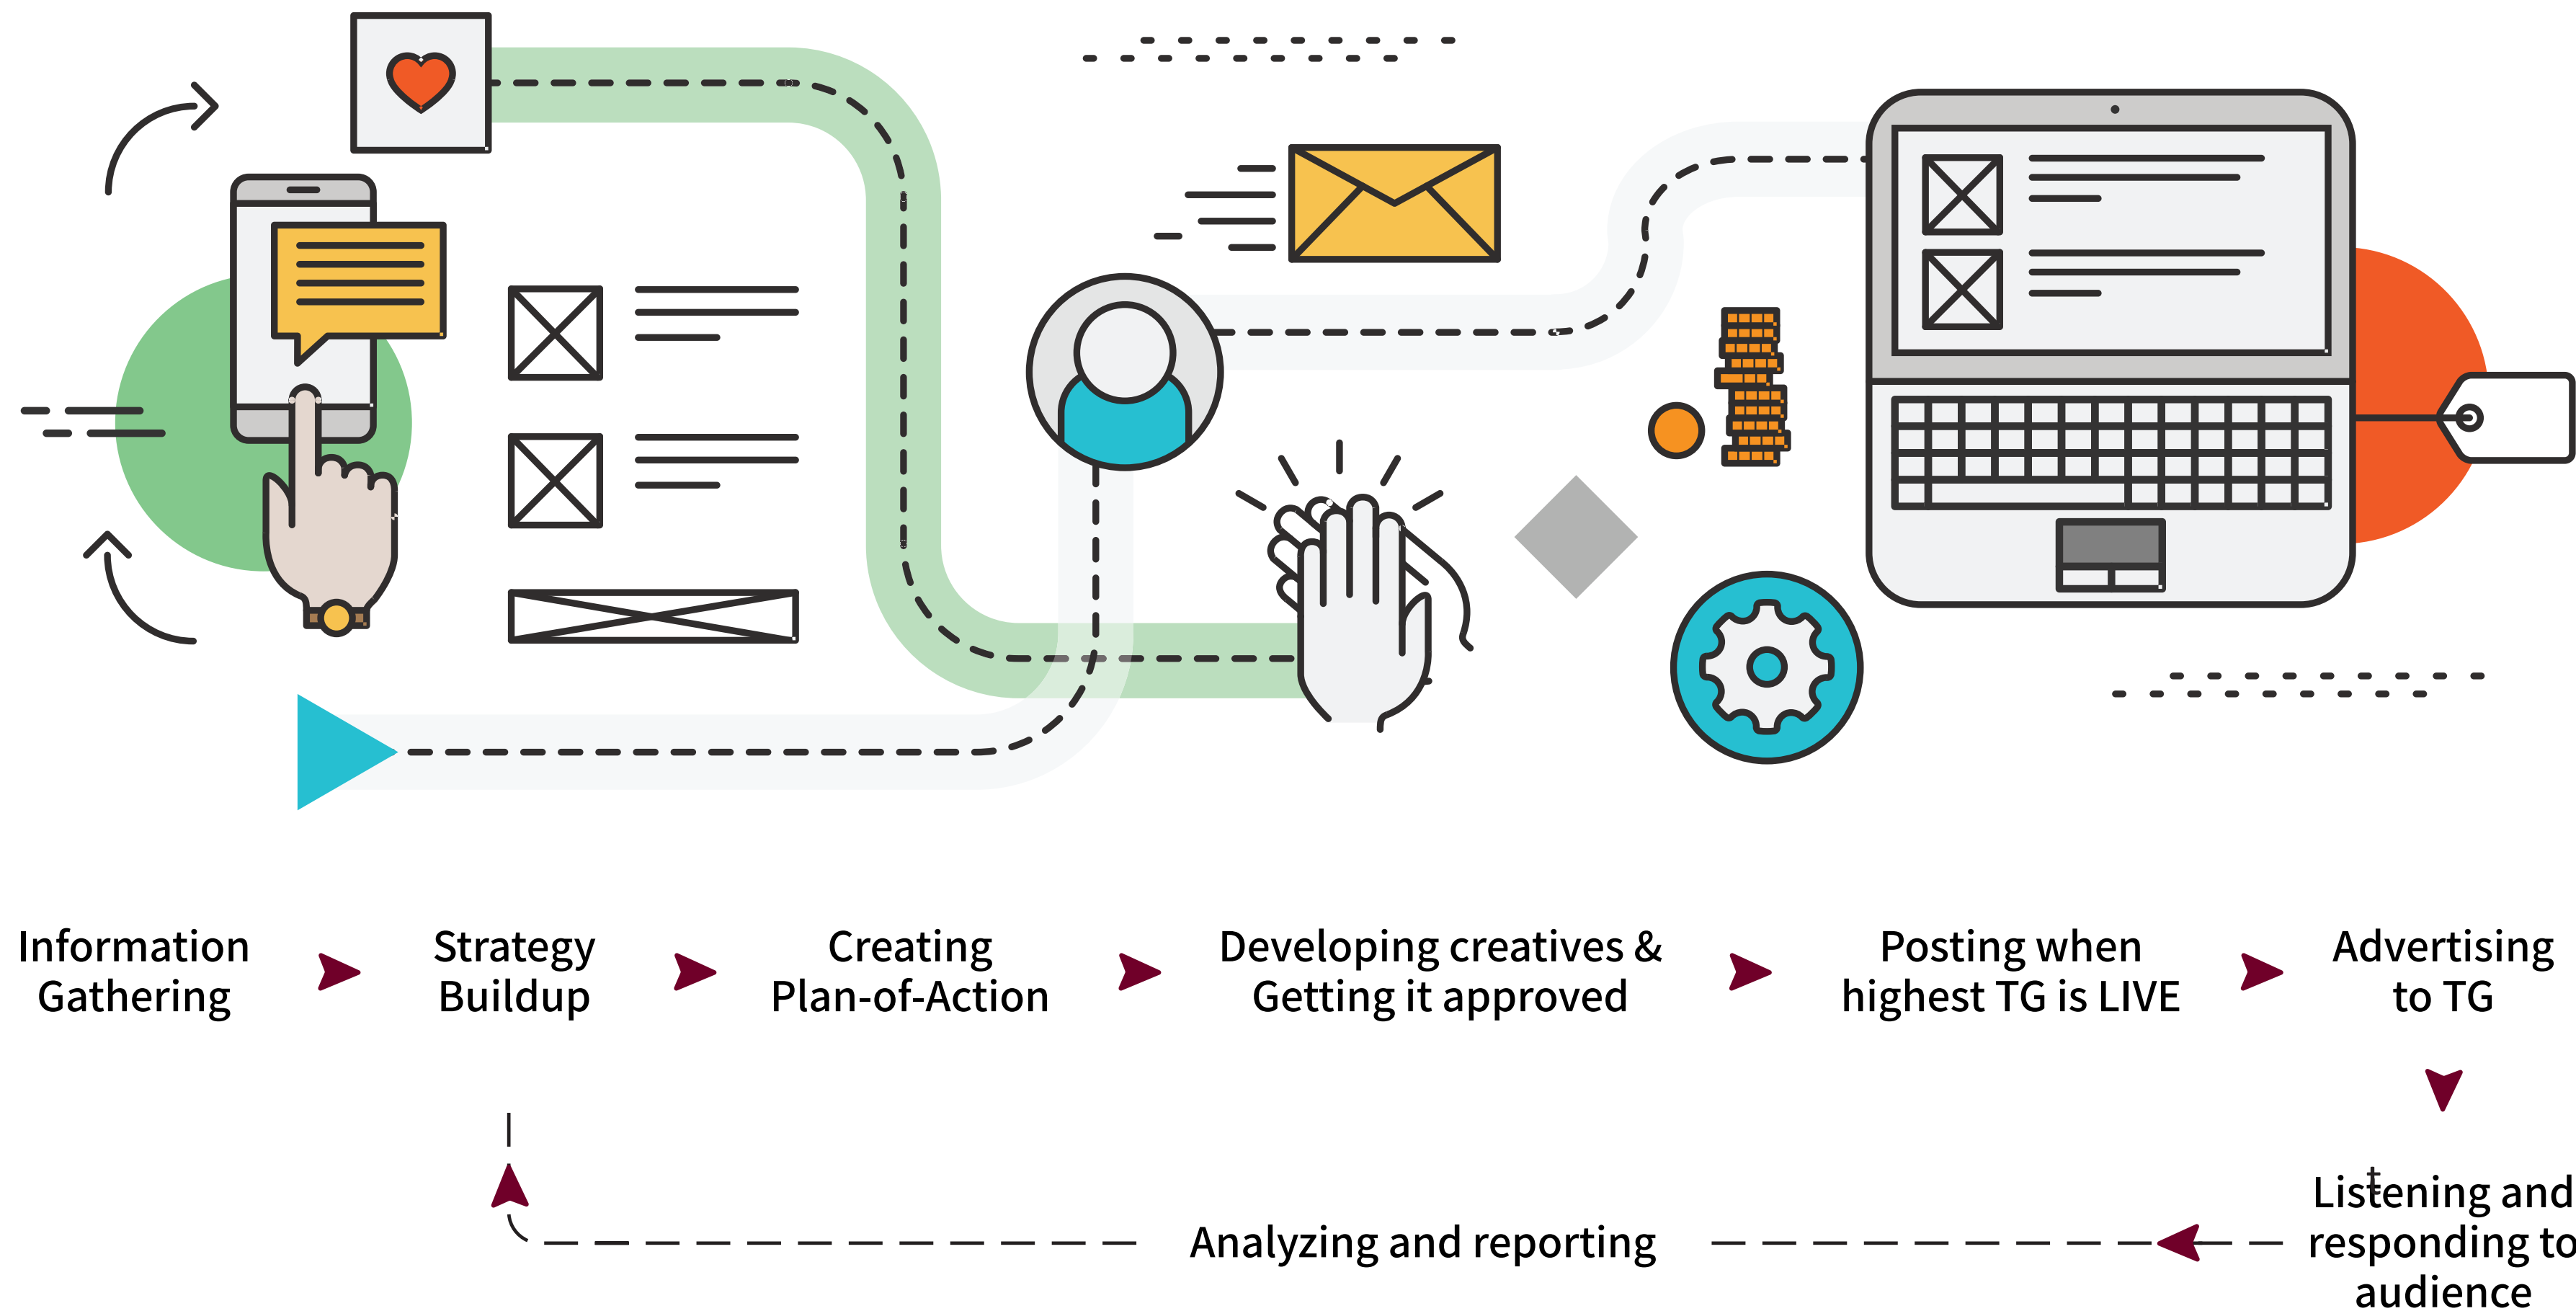 Information
Gathering
Strategy
Buildup
Creating
Plan-of-Action
Developing creatives &
Getting it approved
Posting when
highest TG is LIVE
Advertising
to TG
Listening and
responding to
audience
Analyzing and reporting